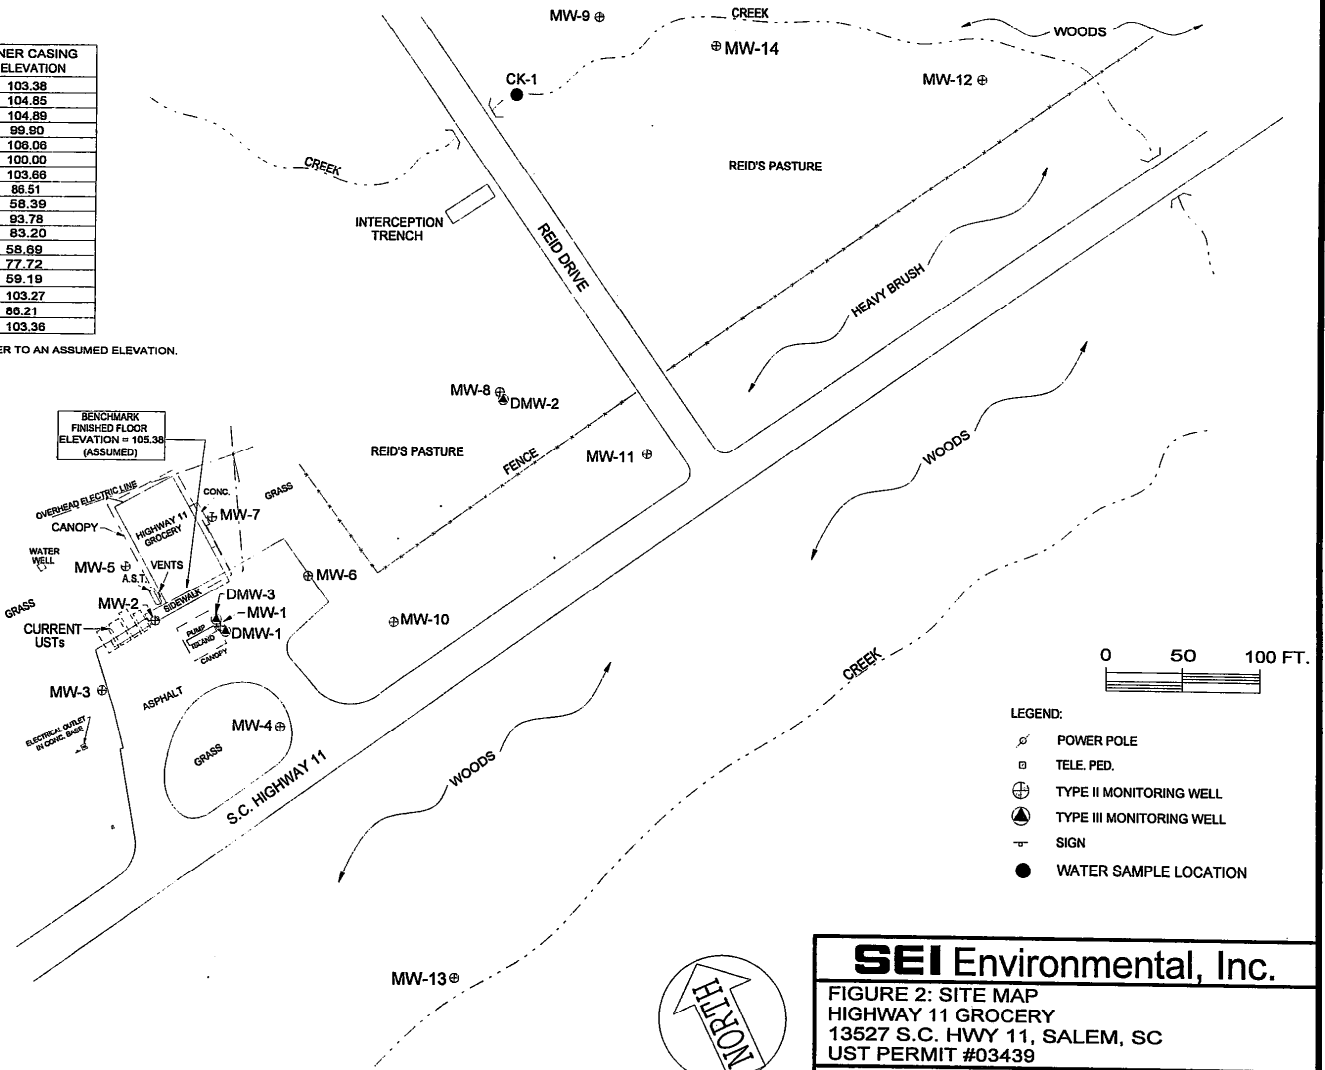 NER CASING
ELEVATION
103.38
104.85
104.89
99.90
106.06
100.00
103.66
86.51
58.39
93.78
83.20
58.69
77.72
59.19
103.27
86.21
103.36
ER TO AN ASSUMED ELEVATION.
MW-9
CREEK
WOODS
MW-14
CK-1
MW-12
CREEK
REID'S PASTURE
INTERCEPTION
TRENCH
REID DRIVE
HEAVY BRUSH
MW-8
DMW-2
BENCHMARK
FINISHED FLOOR
ELEVATION = 105.38
(ASSUMED)
REID'S PASTURE
FENCE
MW-11
WOODS
OVERHEAD ELECTRIC LINE
CONC.
GRASS
CANOPY
HIGHWAY 11
GROCERY
MW-7
WATER
WELL
MW-5
A.S.T.
VENTS
MW-6
GRASS
MW-2
SIDEWALK
DMW-3
MW-1
DMW-1
MW-10
CURRENT
USTs
PUMP
ISLAND
CANOPY
CREEK
0 50 100 FT.
MW-3
ASPHALT
ELECTRICAL OUTLET
IN CONC. BASE
MW-4
GRASS
S.C. HIGHWAY 11
WOODS
LEGEND:
POWER POLE
TELE. PED.
TYPE II MONITORING WELL
TYPE III MONITORING WELL
SIGN
WATER SAMPLE LOCATION
MW-13
NORTH
SEI Environmental, Inc.
FIGURE 2: SITE MAP
HIGHWAY 11 GROCERY
13527 S.C. HWY 11, SALEM, SC
UST PERMIT #03439